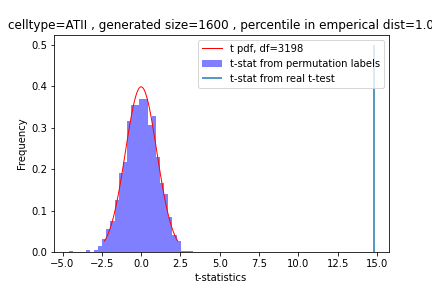 celltype=ATII , generated size=1600 , percentile in emperical dist=1.0
t pdf, df=3198
t-stat from permutation labels
t-stat from real t-test
Frequency
0.5
0.4
0.3
0.2
0.1
0.0
−5.0 −2.5 0.0 2.5 5.0 7.5 10.0 12.5 15.0
t-statistics